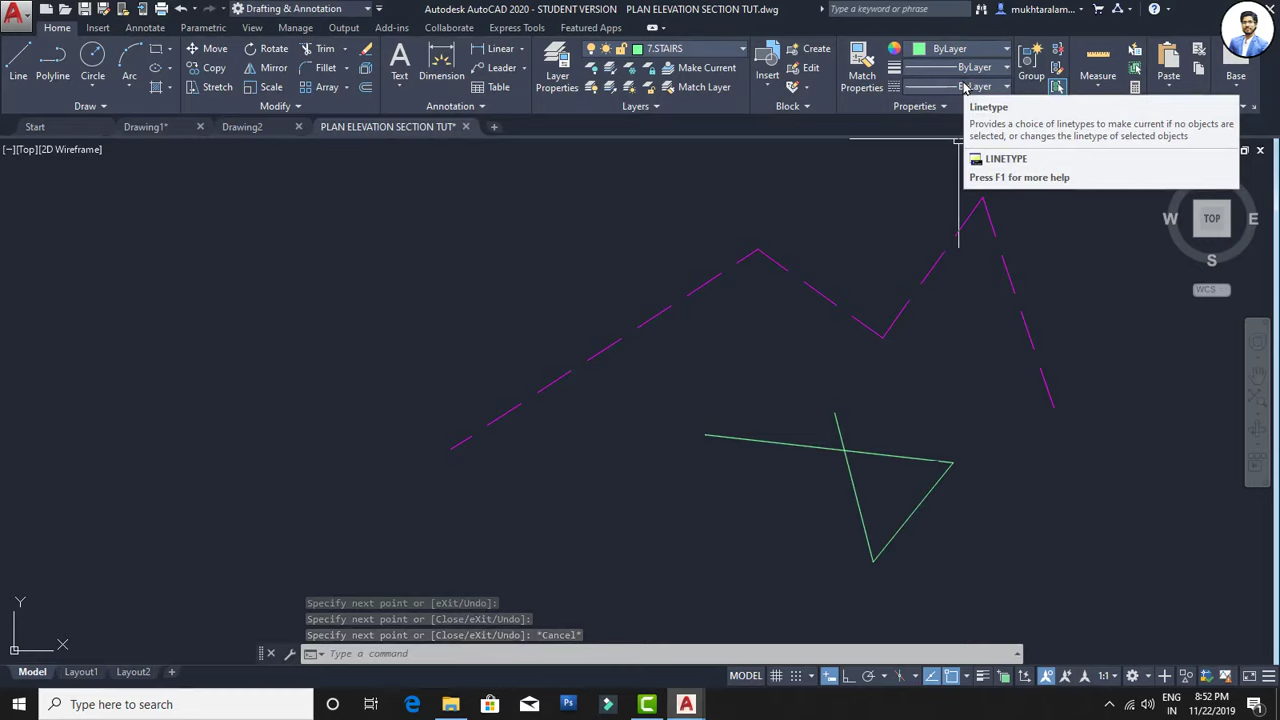 Drafting & Annotation
Autodesk AutoCAD 2020 - STUDENT VERSION PLAN ELEVATION SECTION TUT.dwg
Type a keyword or phrase
mukhtaralam...
Home Insert Annotate Parametric View Manage Output Add-ins Collaborate Express Tools Featured Apps
Line
Polyline
Circle
Arc
Draw
Move
Rotate
Trim
Copy
Mirror
Fillet
Stretch
Scale
Array
Modify
Text
Dimension
Linear
Leader
Table
Annotation
Layer
Properties
7.STAIRS
Make Current
Match Layer
Layers
Insert
Create
Edit
Block
Match
Properties
ByLayer
ByLayer
ByLayer
Properties
Group
Measure
Paste
Base
Start
Drawing1*
Drawing2
PLAN ELEVATION SECTION TUT*
Linetype
Provides a choice of linetypes to make current if no objects are
selected, or changes the linetype of selected objects
LINETYPE
Press F1 for more help
[−][Top][2D Wireframe]
W
TOP
E
S
WCS
Y
X
Specify next point or [eXit/Undo]:
Specify next point or [Close/eXit/Undo]:
Specify next point or [Close/eXit/Undo]: *Cancel*
Type a command
Model Layout1 Layout2
MODEL
1:1
Type here to search
ENG
IN
8:52 PM
11/22/2019